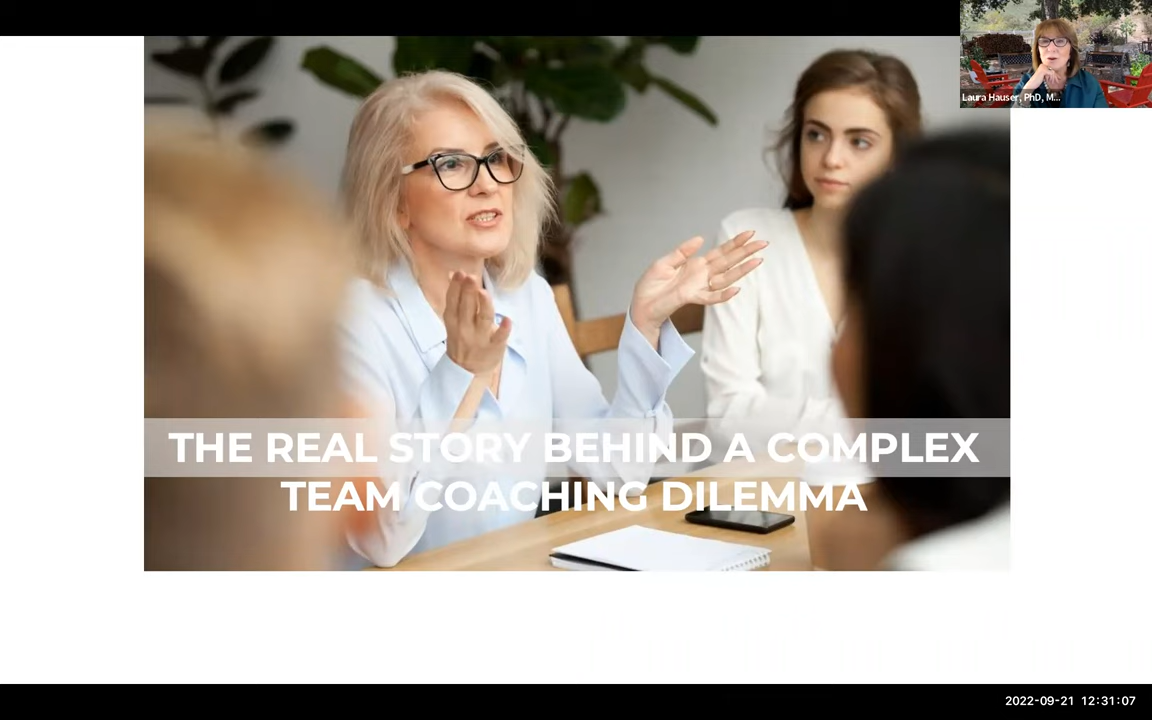 Laura Hauser, PhD, M...
THE REAL STORY BEHIND A COMPLEX
TEAM COACHING DILEMMA
2022-09-21 12:31:07